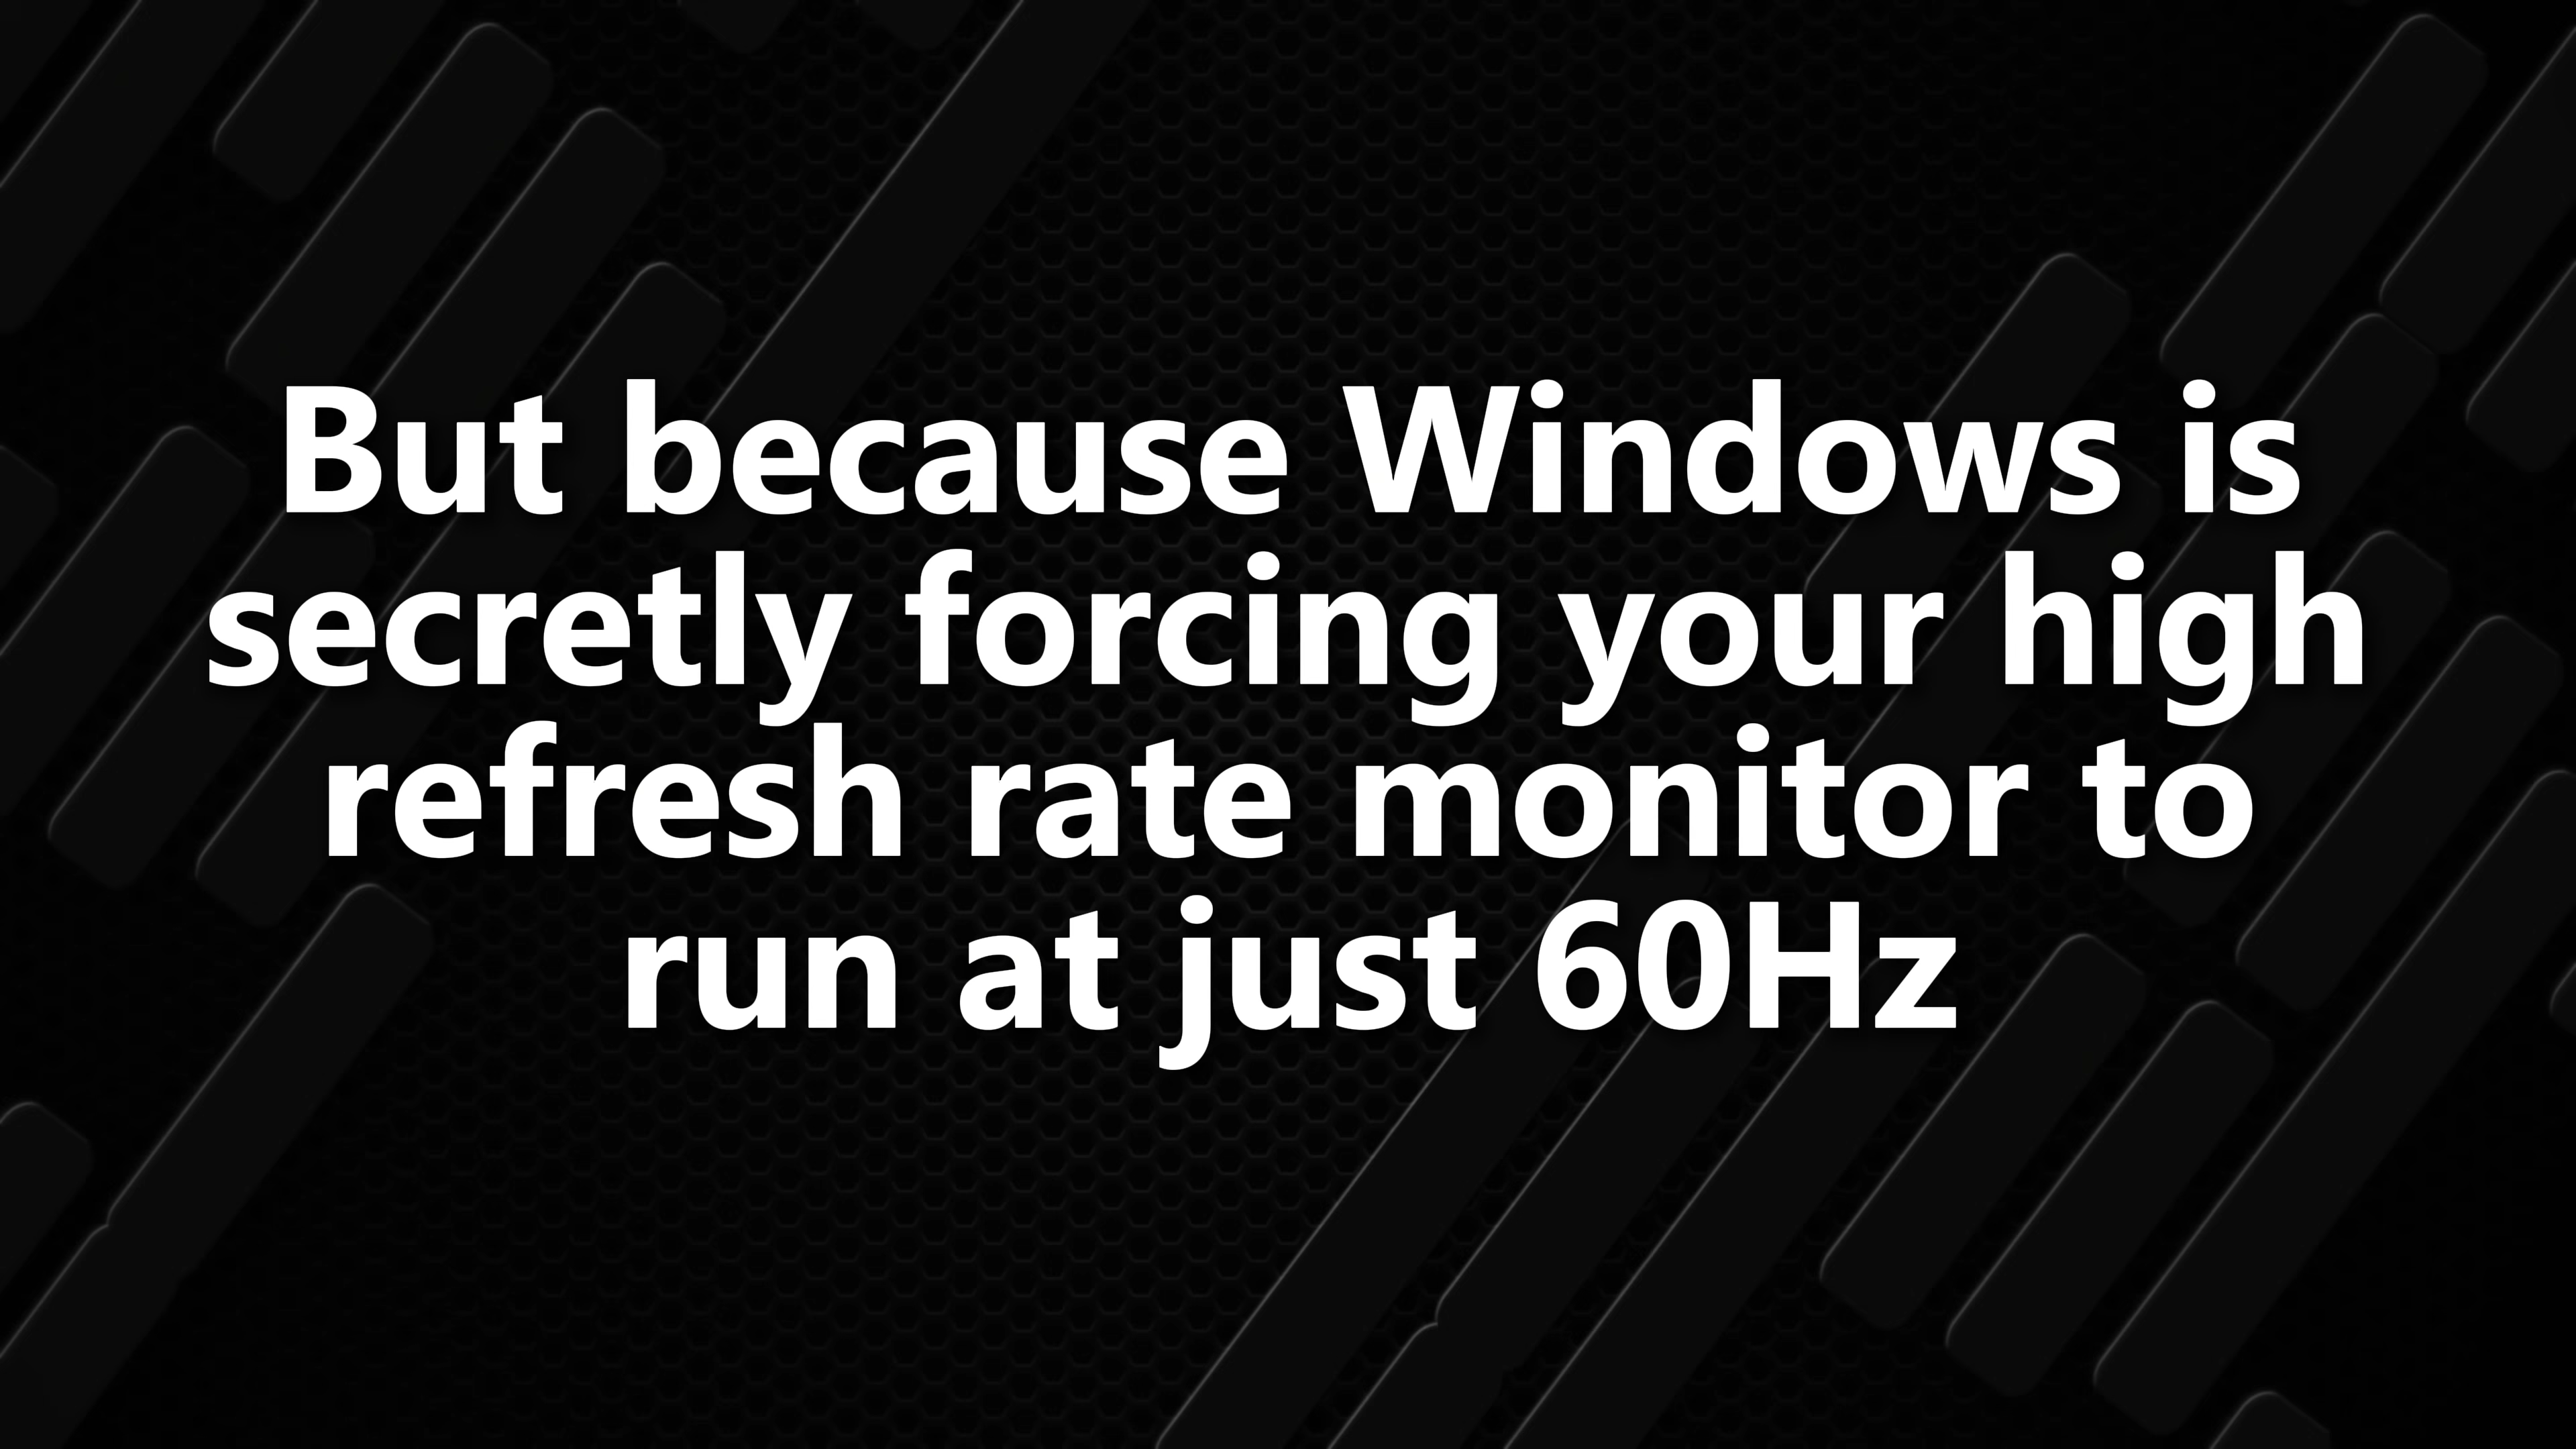 But because Windows is
secretly forcing your high
refresh rate monitor to
run at just 60Hz